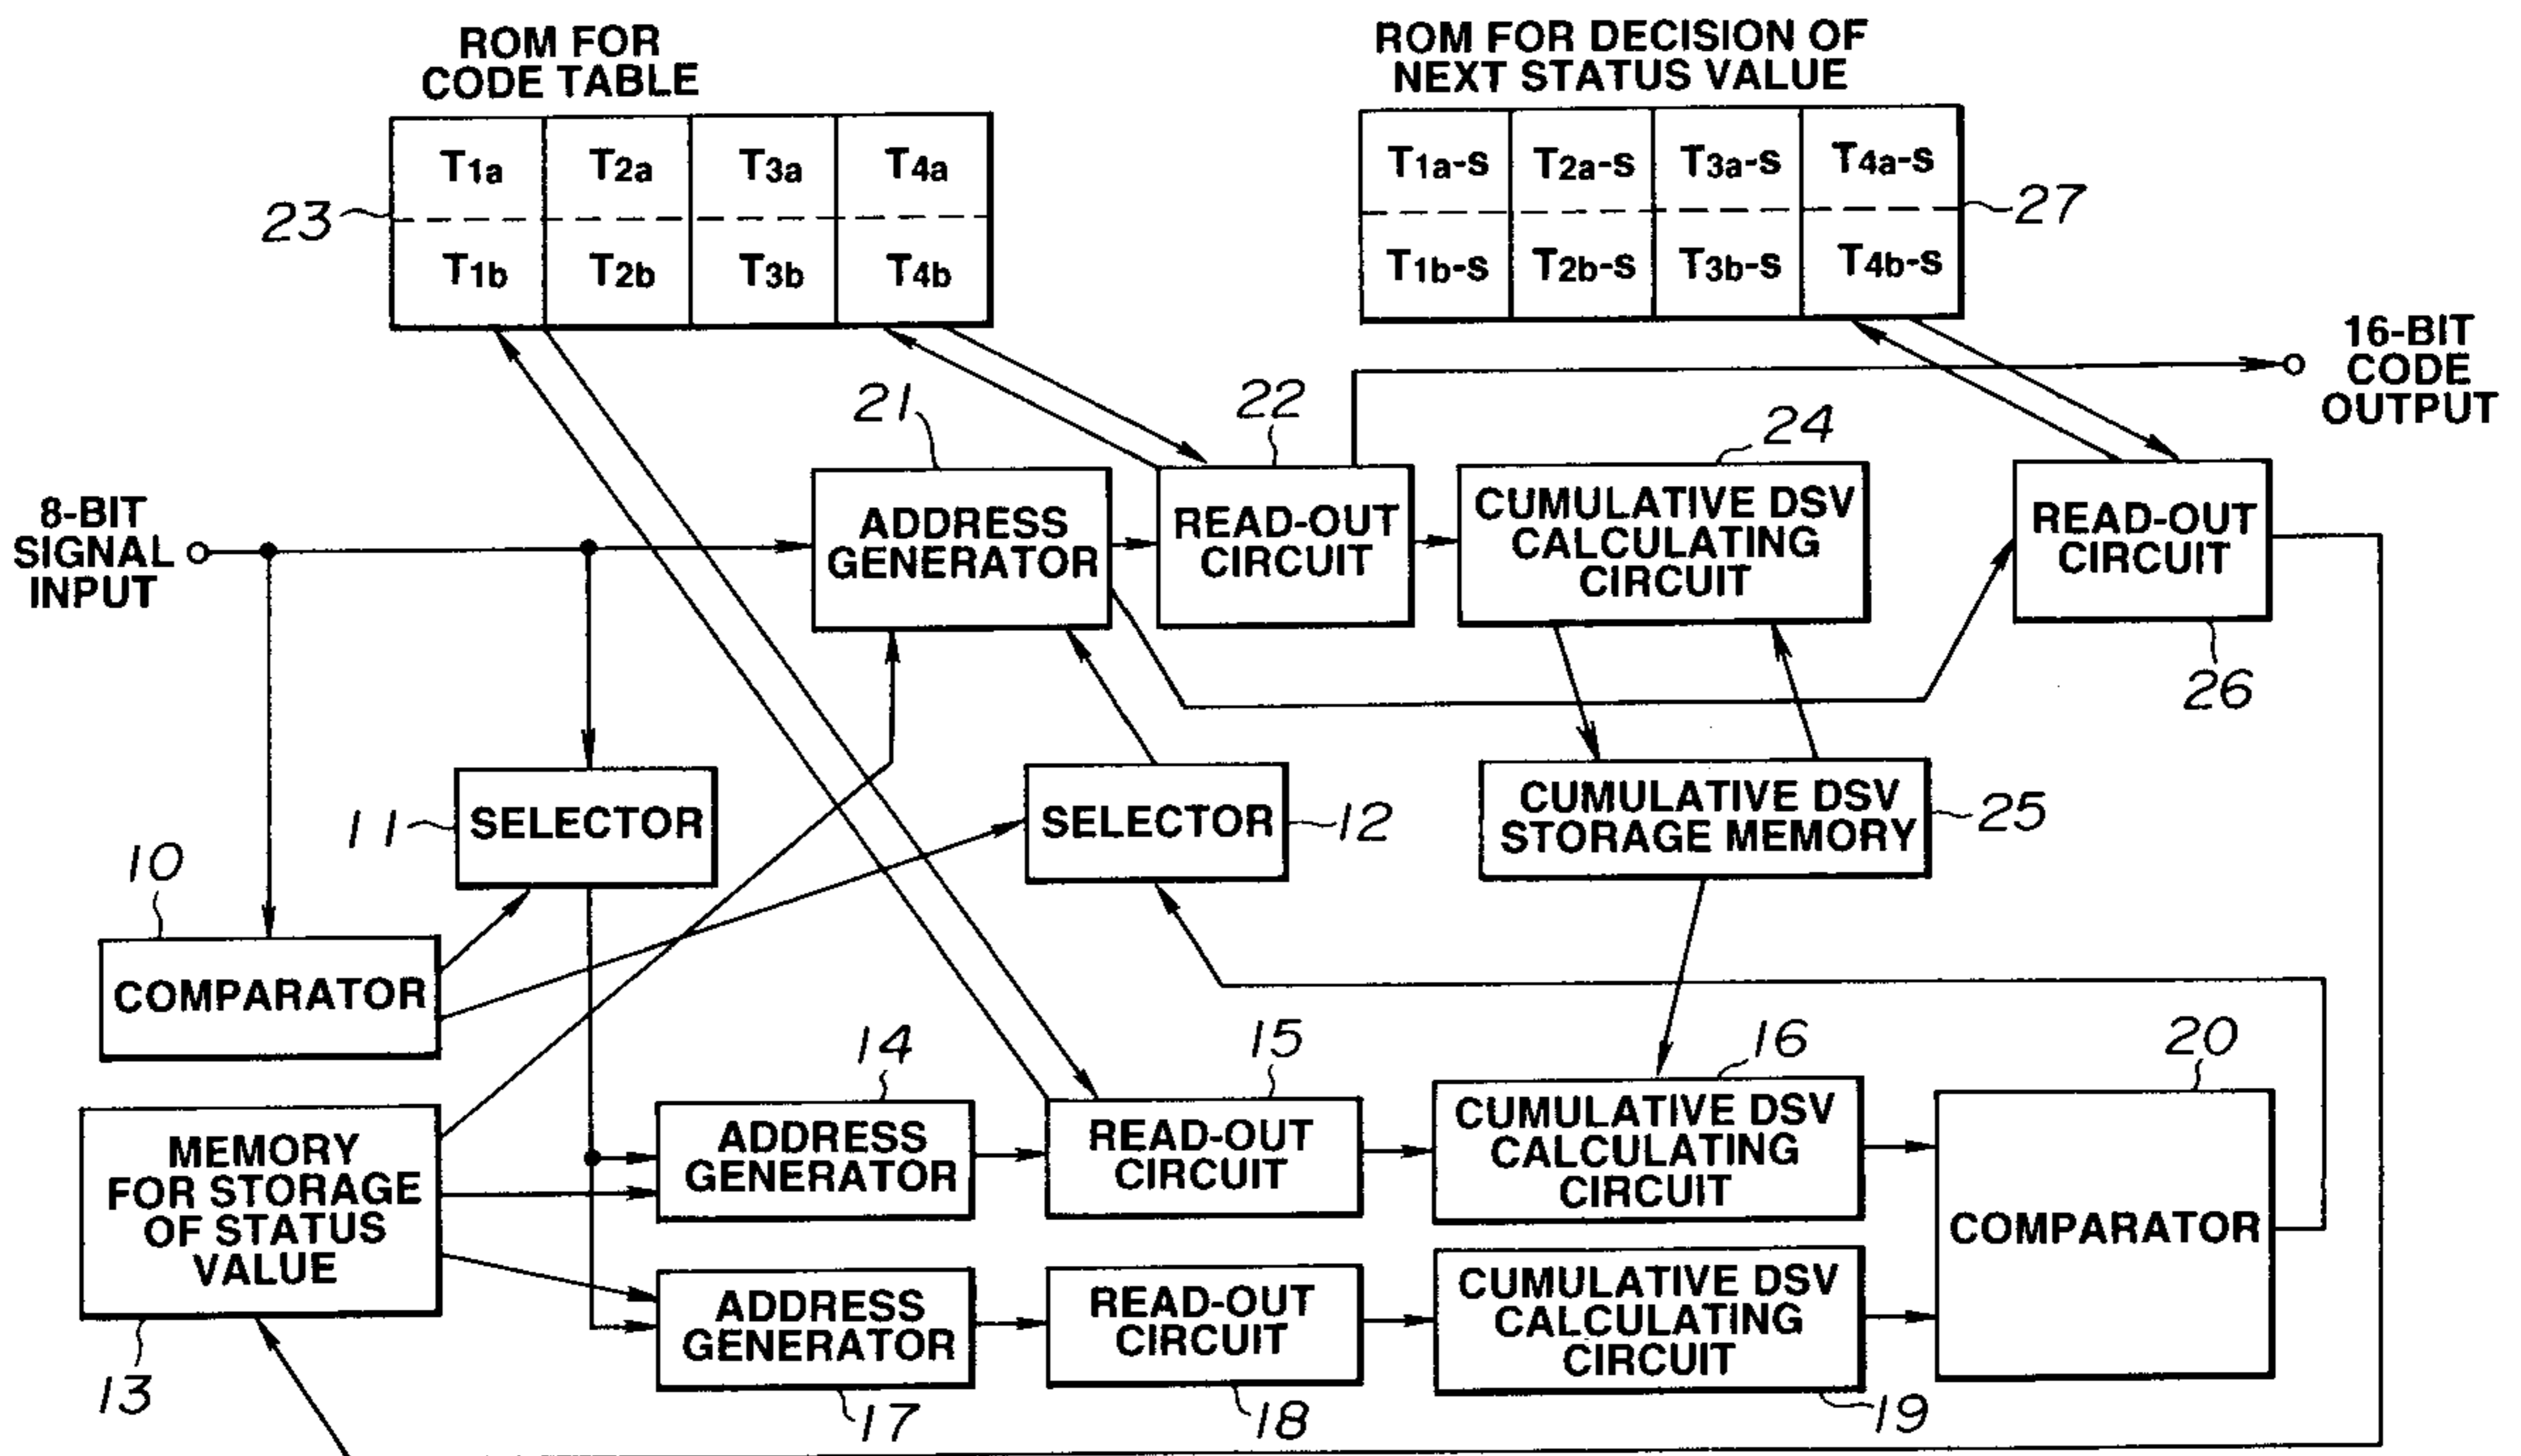 ROM FOR
CODE TABLE
T1a T2a T3a T4a
T1b T2b T3b T4b
23
ROM FOR DECISION OF
NEXT STATUS VALUE
T1a-s T2a-s T3a-s T4a-s
T1b-s T2b-s T3b-s T4b-s
27
16-BIT
CODE
OUTPUT
8-BIT
SIGNAL
INPUT
21
ADDRESS
GENERATOR
22
READ-OUT
CIRCUIT
24
CUMULATIVE DSV
CALCULATING
CIRCUIT
READ-OUT
CIRCUIT
26
11
SELECTOR
SELECTOR
12
CUMULATIVE DSV
STORAGE MEMORY
25
10
COMPARATOR
MEMORY
FOR STORAGE
OF STATUS
VALUE
13
14
ADDRESS
GENERATOR
15
READ-OUT
CIRCUIT
16
CUMULATIVE DSV
CALCULATING
CIRCUIT
20
COMPARATOR
ADDRESS
GENERATOR
17
READ-OUT
CIRCUIT
18
CUMULATIVE DSV
CALCULATING
CIRCUIT
19